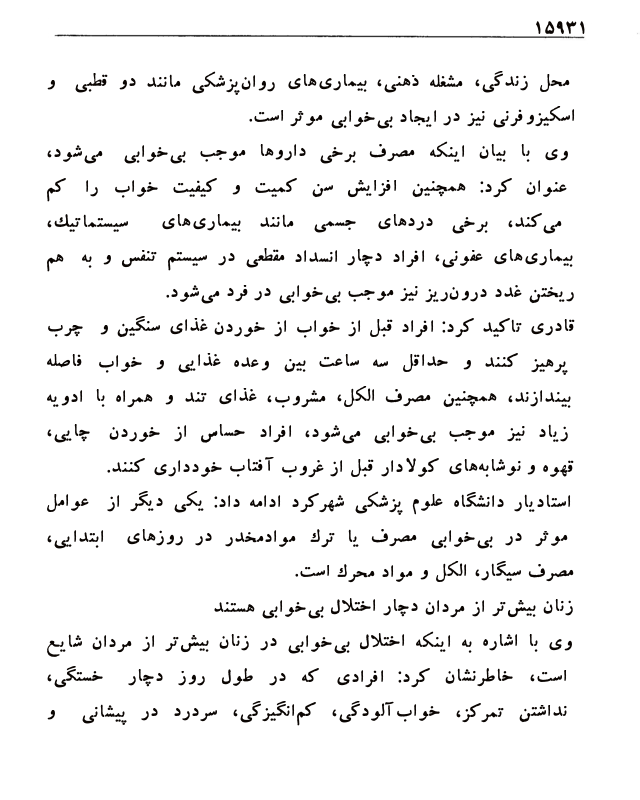 ۱۵۹۳۱
محل زندگی، مشغله ذهنی، بیماری‌های روان‌پزشکی مانند دو قطبی و
اسکیزوفرنی نیز در ایجاد بی‌خوابی موثر است.
وی با بیان اینکه مصرف برخی داروها موجب بی‌خوابی می‌شود،
عنوان کرد: همچنین افزایش سن کمیت و کیفیت خواب را کم
می‌کند، برخی دردهای جسمی مانند بیماری‌های سیستماتیك،
بیماری‌های عفونی، افراد دچار انسداد مقطعی در سیستم تنفس و به هم
ریختن غدد درون‌ریز نیز موجب بی‌خوابی در فرد می‌شود.
قادری تاکید کرد: افراد قبل از خواب از خوردن غذای سنگین و چرب
پرهیز کنند و حداقل سه ساعت بین وعده غذایی و خواب فاصله
بیندازند، همچنین مصرف الکل، مشروب، غذای تند و همراه با ادویه
زیاد نیز موجب بی‌خوابی می‌شود، افراد حساس از خوردن چایی،
قهوه و نوشابه‌های کولادار قبل از غروب آفتاب خودداری کنند.
استادیار دانشگاه علوم پزشکی شهرکرد ادامه داد: یکی دیگر از عوامل
موثر در بی‌خوابی مصرف یا ترك موادمخدر در روزهای ابتدایی،
مصرف سیگار، الکل و مواد محرك است.
زنان بیش‌تر از مردان دچار اختلال بی‌خوابی هستند
وی با اشاره به اینکه اختلال بی‌خوابی در زنان بیش‌تر از مردان شایع
است، خاطرنشان کرد: افرادی که در طول روز دچار خستگی،
نداشتن تمرکز، خواب‌آلودگی، کم‌انگیزگی، سردرد در پیشانی و